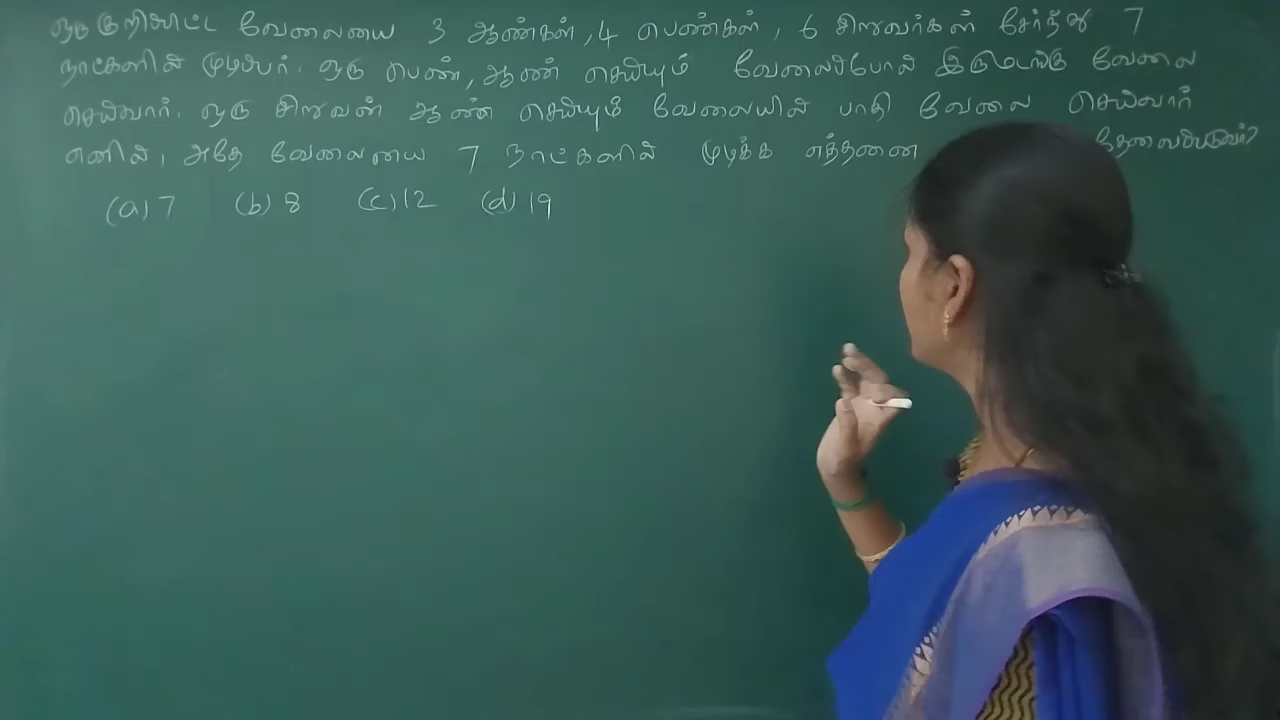 ஒரு குறிப்பிட்ட வேலையை 3 ஆண்கள், 4 பெண்கள், 6 சிறுவர்கள் சேர்ந்து 7
நாட்களில் முடிப்பர். ஒரு பெண், ஆண் செய்யும் வேலைபோல் இருமடங்கு வேலை
செய்வார். ஒரு சிறுவன் ஆண் செய்யும் வேலையில் பாதி வேலை செய்வார்
எனில், அதே வேலையை 7 நாட்களில் முடிக்க எத்தனை தேவைப்படுவர்?
(a) 7 (b) 8 (c) 12 (d) 19